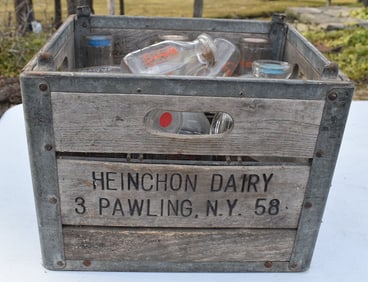 HEINCHON DAIRY
3 PAWLING, N.Y. 58